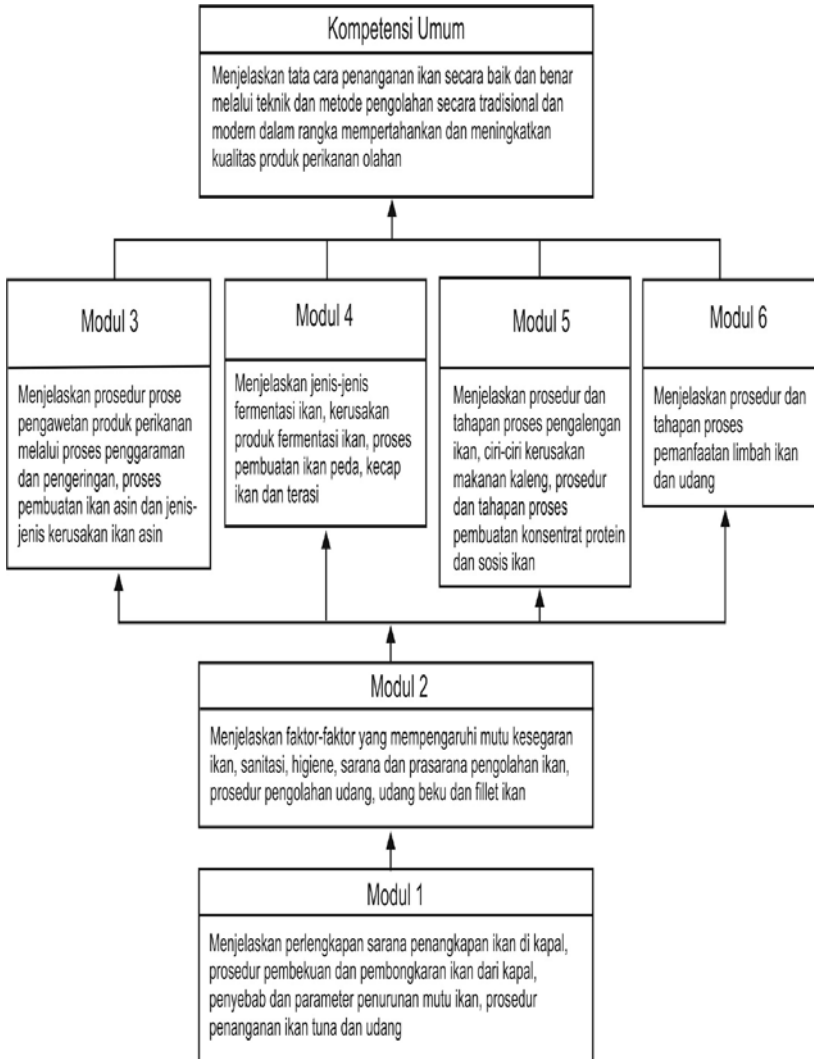 Kompetensi Umum
Menjelaskan tata cara penanganan ikan secara baik dan benar
melalui teknik dan metode pengolahan secara tradisional dan
modern dalam rangka mempertahankan dan meningkatkan
kualitas produk perikanan olahan
Modul 3
Menjelaskan prosedur prose
pengawetan produk perikanan
melalui proses penggaraman
dan pengeringan, proses
pembuatan ikan asin dan jenis-
jenis kerusakan ikan asin
Modul 4
Menjelaskan jenis-jenis
fermentasi ikan, kerusakan
produk fermentasi ikan, proses
pembuatan ikan peda, kecap
ikan dan terasi
Modul 5
Menjelaskan prosedur dan
tahapan proses pengalengan
ikan, ciri-ciri kerusakan
makanan kaleng, prosedur
dan tahapan proses
pembuatan konsentrat protein
dan sosis ikan
Modul 6
Menjelaskan prosedur dan
tahapan proses
pemanfaatan limbah ikan
dan udang
Modul 2
Menjelaskan faktor-faktor yang mempengaruhi mutu kesegaran
ikan, sanitasi, higiene, sarana dan prasarana pengolahan ikan,
prosedur pengolahan udang, udang beku dan fillet ikan
Modul 1
Menjelaskan perlengkapan sarana penangkapan ikan di kapal,
prosedur pembekuan dan pembongkaran ikan dari kapal,
penyebab dan parameter penurunan mutu ikan, prosedur
penanganan ikan tuna dan udang